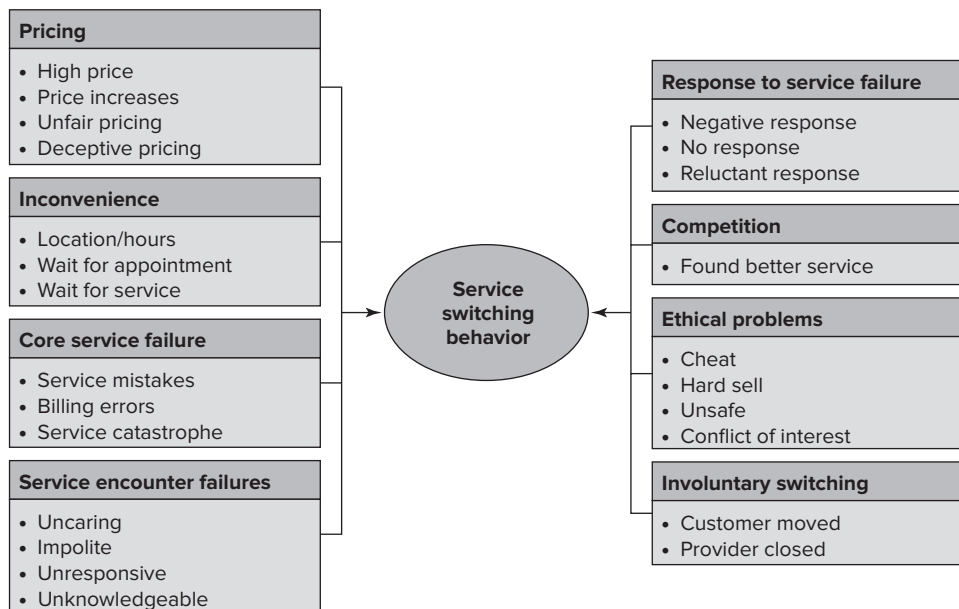 Pricing
• High price
• Price increases
• Unfair pricing
• Deceptive pricing
Inconvenience
• Location/hours
• Wait for appointment
• Wait for service
Core service failure
• Service mistakes
• Billing errors
• Service catastrophe
Service encounter failures
• Uncaring
• Impolite
• Unresponsive
• Unknowledgeable
Service
switching
behavior
Response to service failure
• Negative response
• No response
• Reluctant response
Competition
• Found better service
Ethical problems
• Cheat
• Hard sell
• Unsafe
• Conflict of interest
Involuntary switching
• Customer moved
• Provider closed